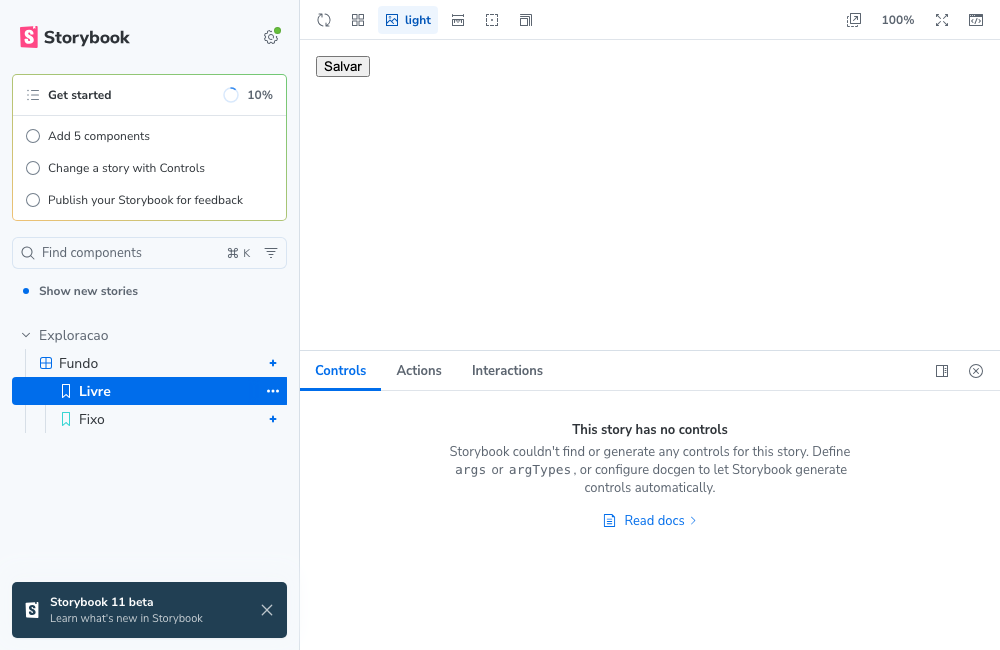 Storybook
light
100%
Get started
10%
Add 5 components
Change a story with Controls
Publish your Storybook for feedback
Find components
⌘ K
Show new stories
Exploracao
Fundo
Livre
Fixo
Storybook 11 beta
Learn what's new in Storybook
Salvar
Controls
Actions
Interactions
This story has no controls
Storybook couldn't find or generate any controls for this story. Define
args or argTypes, or configure docgen to let Storybook generate
controls automatically.
Read docs